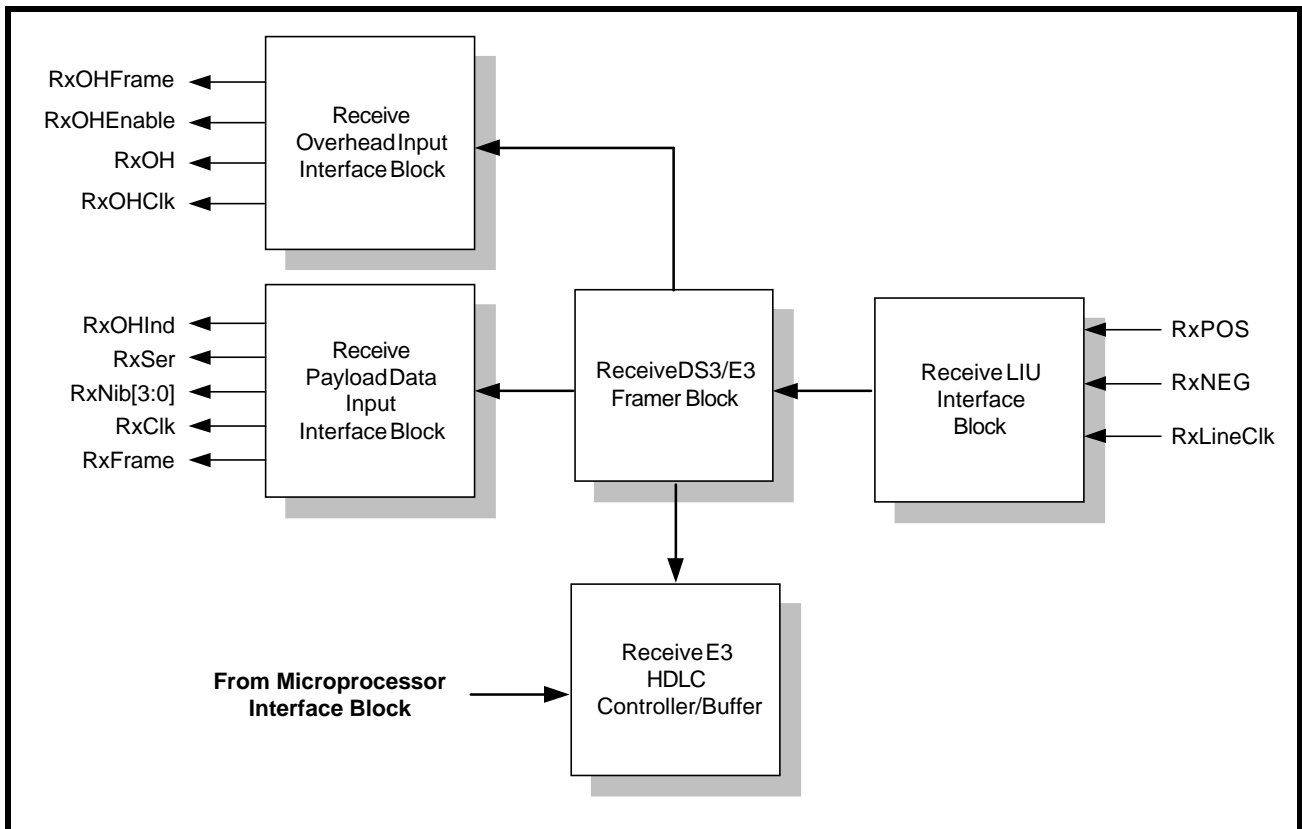 RxOHFrame
RxOHEnable
RxOH
RxOHClk
Receive
Overhead Input
Interface Block
RxOHInd
RxSer
RxNib[3:0]
RxClk
RxFrame
Receive
Payload Data
Input
Interface Block
Receive DS3/E3
Framer Block
Receive LIU
Interface
Block
RxPOS
RxNEG
RxLineClk
From Microprocessor
Interface Block
Receive E3
HDLC
Controller/Buffer